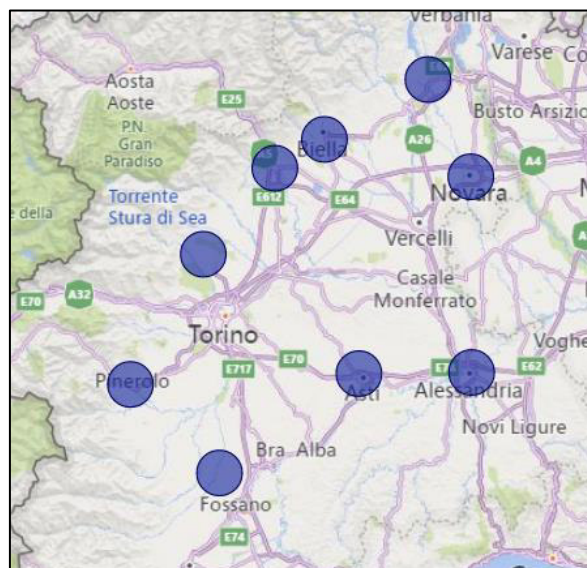 Verbania
Varese
Aosta
Aoste
E25
Busto Arsizio
P.N.
Gran
Paradiso
A26
Biella
A5
A4
E612
Novara
Torrente
Stura di Sea
E64
e della
Vercelli
Casale
Monferrato
E70
A32
Torino
Voghe
E70
E717
E62
Pinerolo
Asti
Alessandria
Novi Ligure
Bra
Alba
Fossano
E74